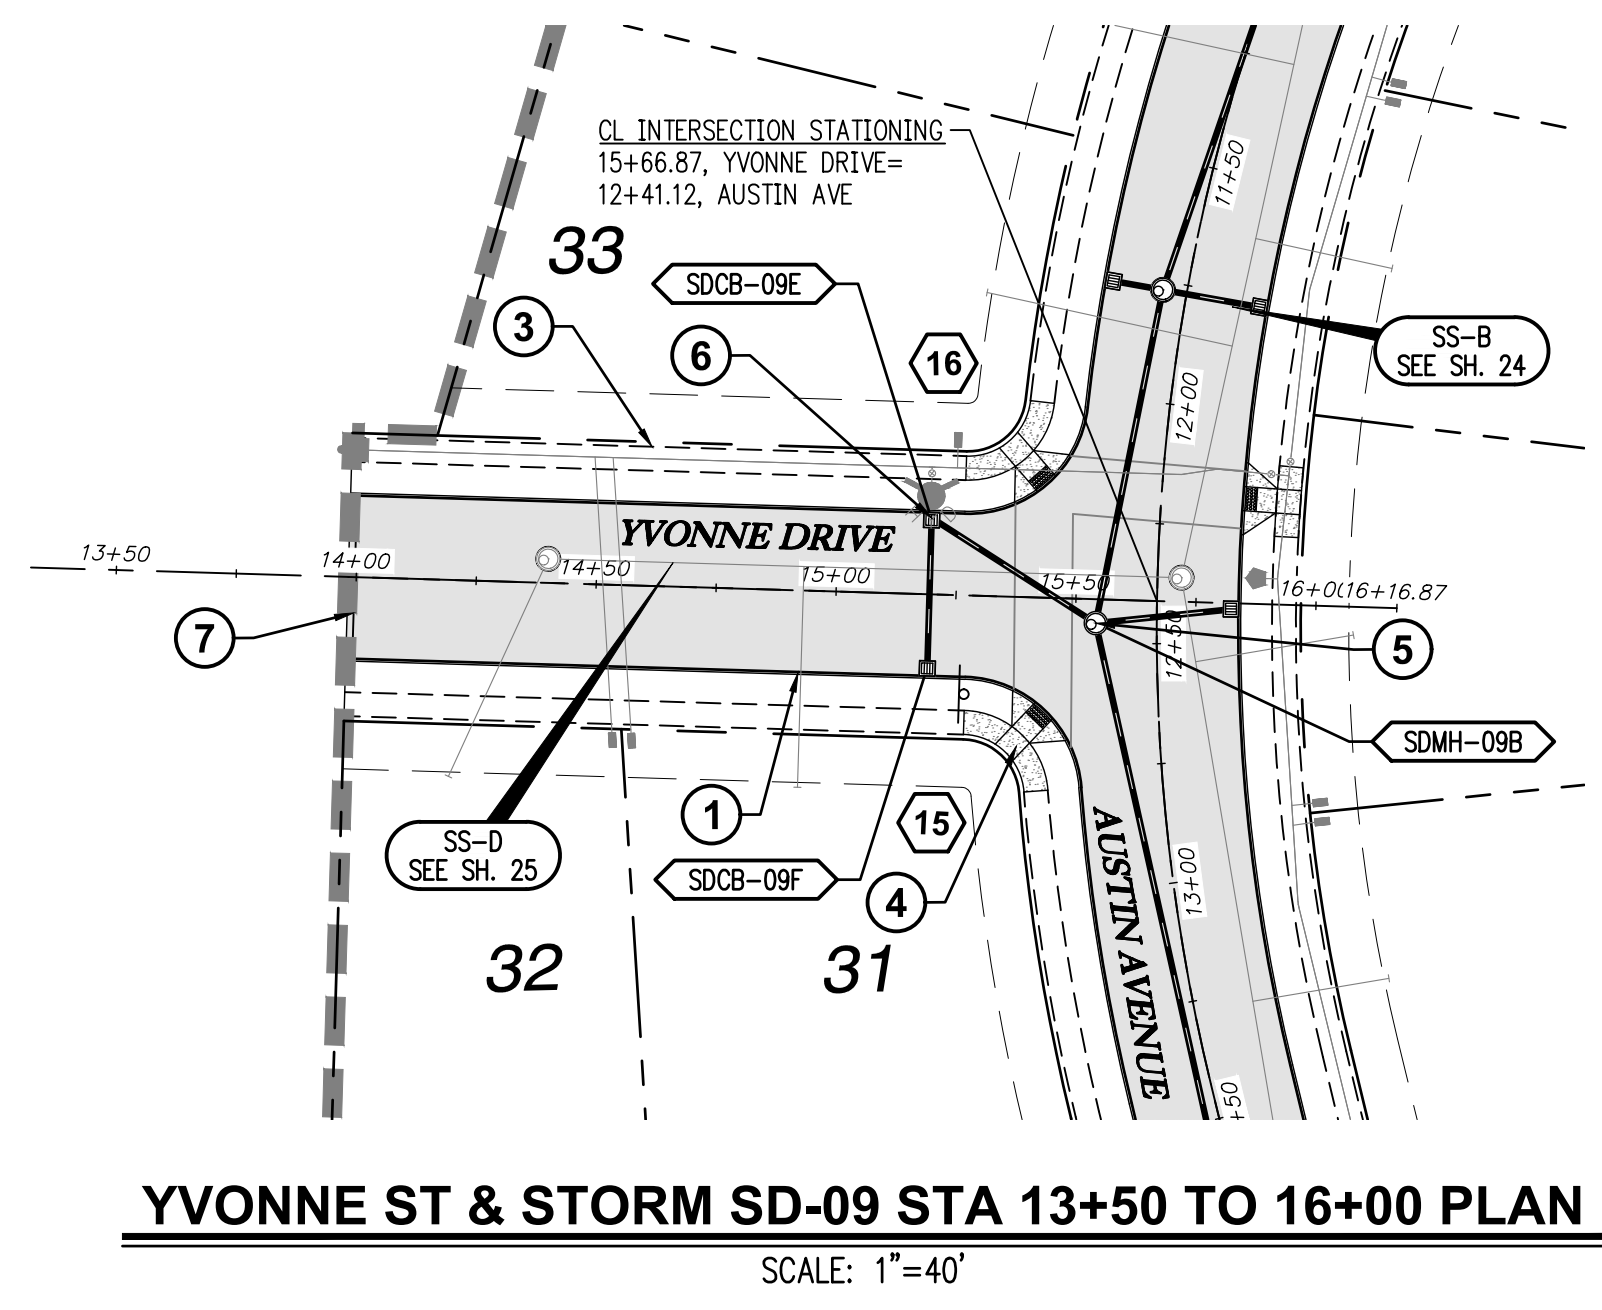 CL INTERSECTION STATIONING
15+66.87, YVONNE DRIVE=
12+41.12, AUSTIN AVE
11+50
33
SDCB-09E
3
6
16
SS-B
SEE SH. 24
12+00
YVONNE DRIVE
13+50
14+00
14+50
15+00
15+50
16+00
16+16.87
7
12+50
5
SDMH-09B
1
15
SS-D
SEE SH. 25
SDCB-09F
4
13+00
AUSTIN AVENUE
32
31
+50
YVONNE ST & STORM SD-09 STA 13+50 TO 16+00 PLAN
SCALE: 1"=40'